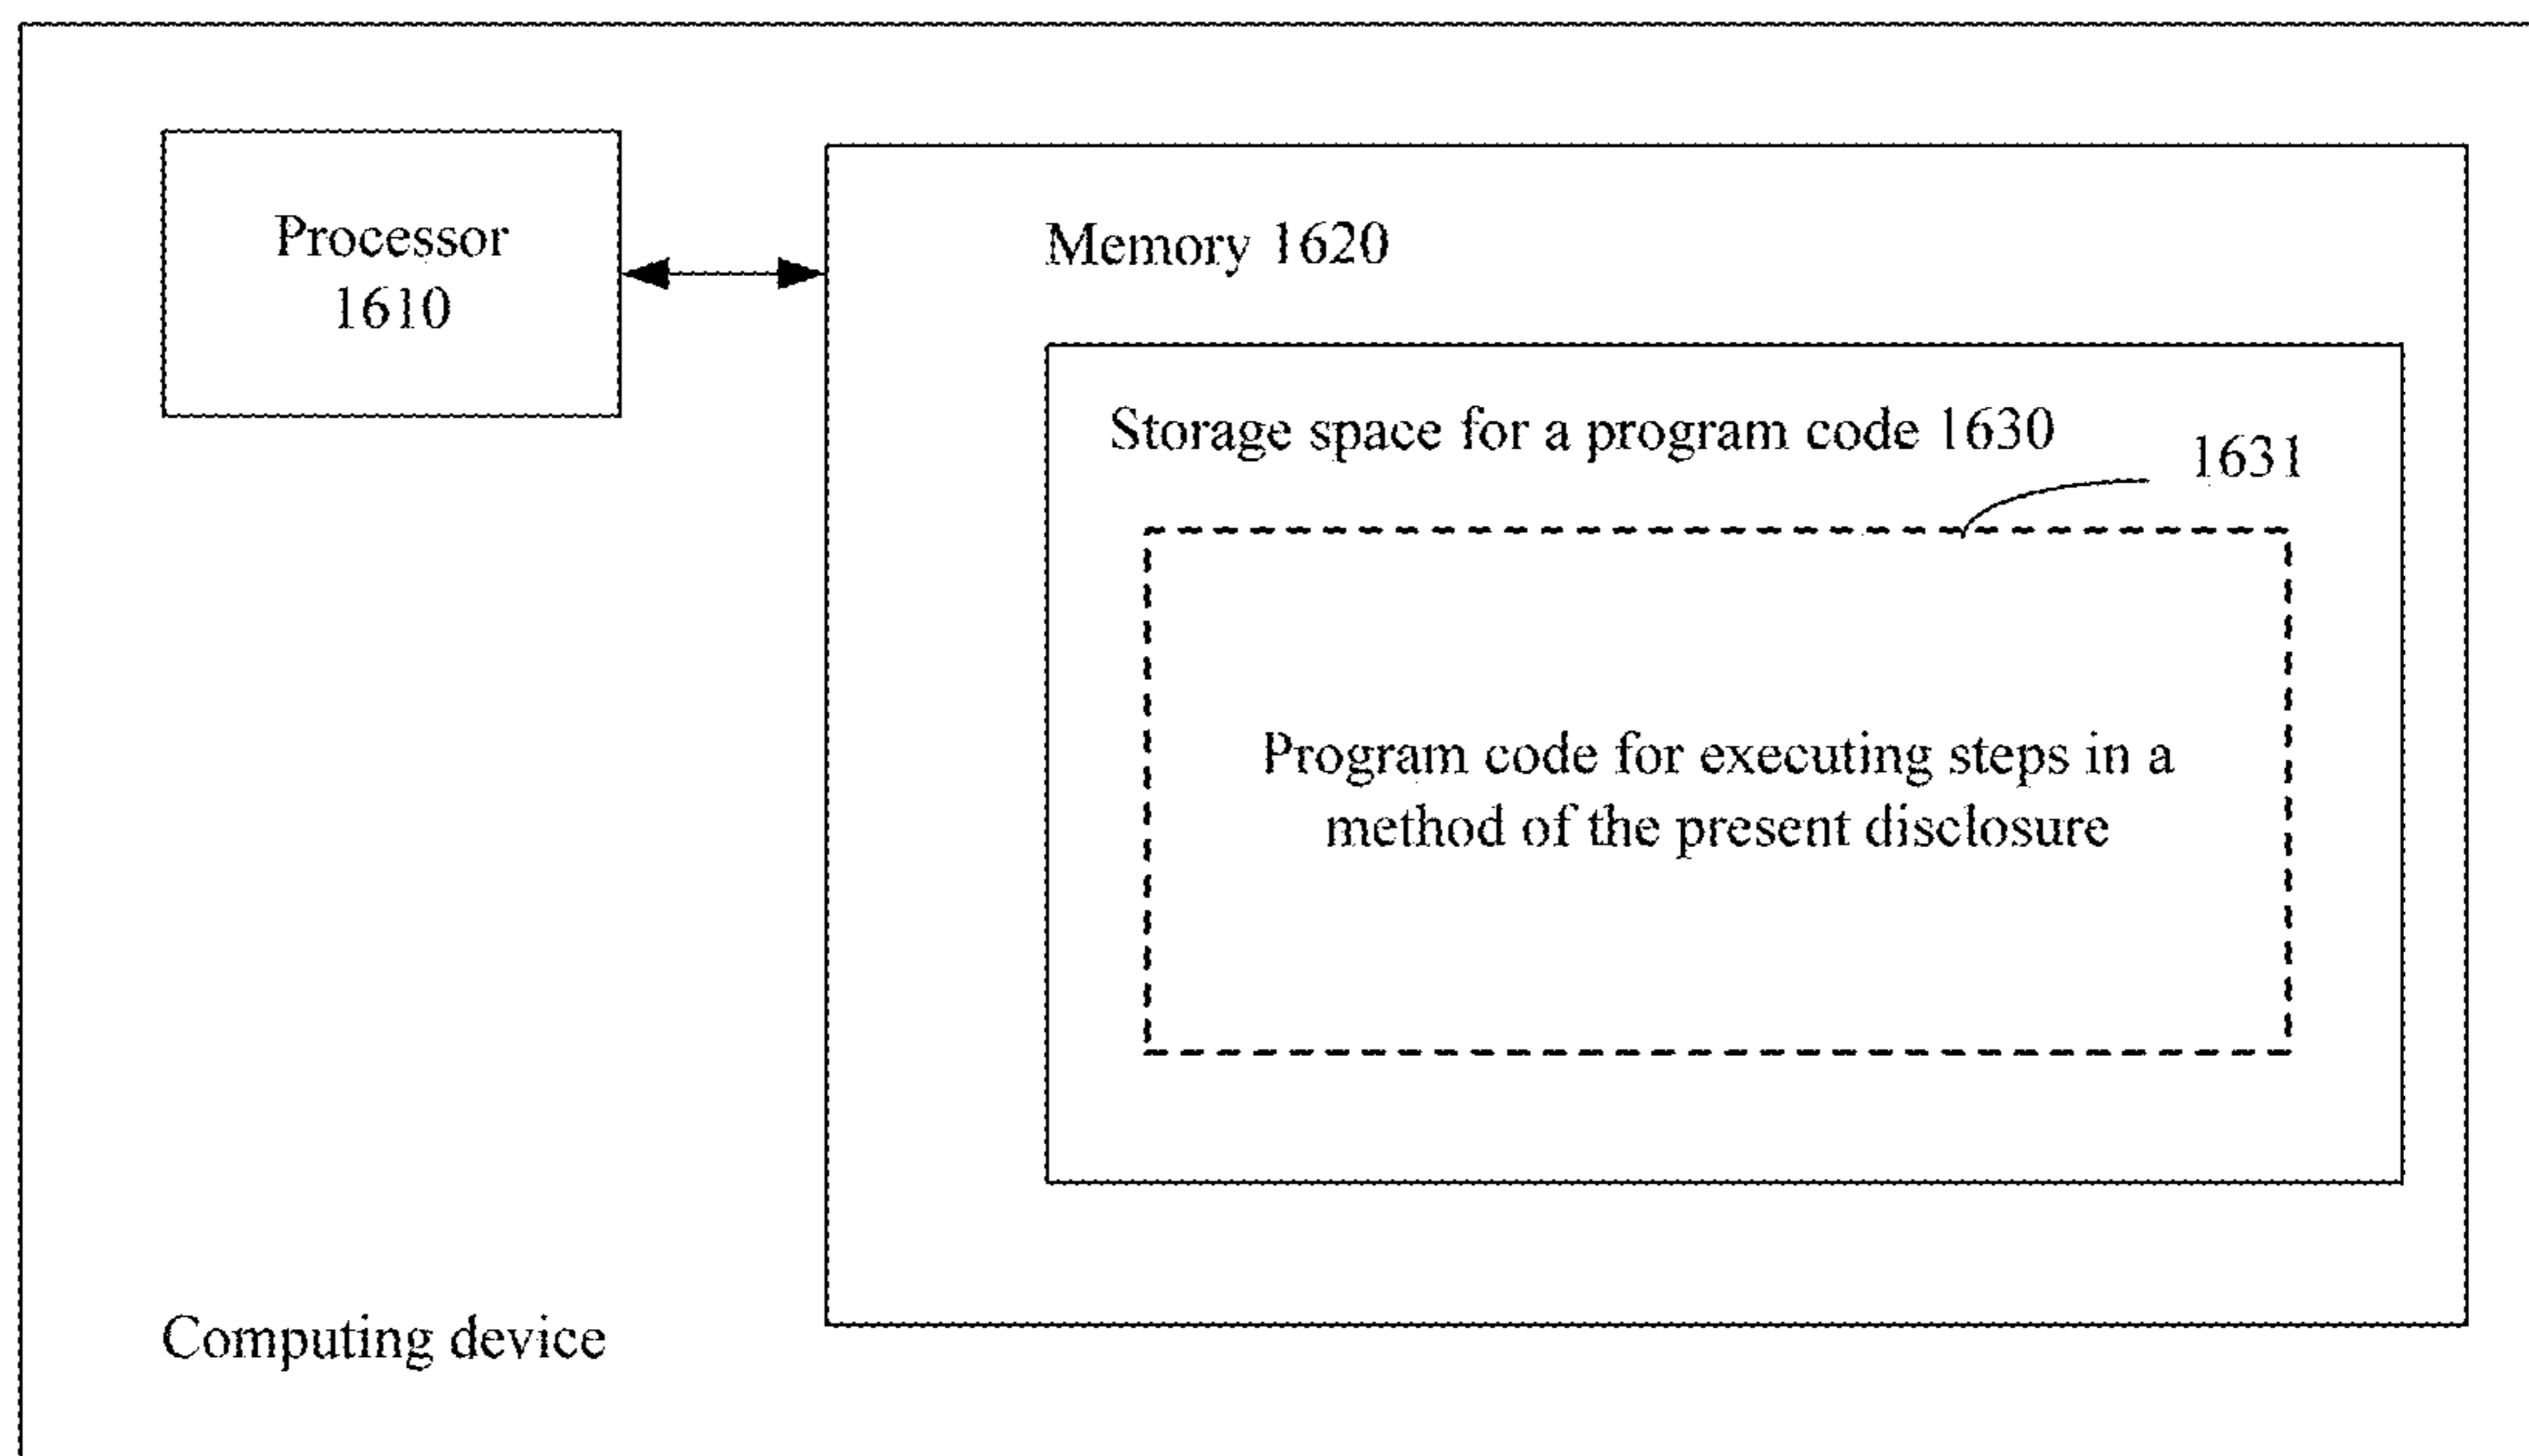 Processor
1610
Memory 1620
Storage space for a program code 1630
1631
Program code for executing steps in a
method of the present disclosure
Computing device